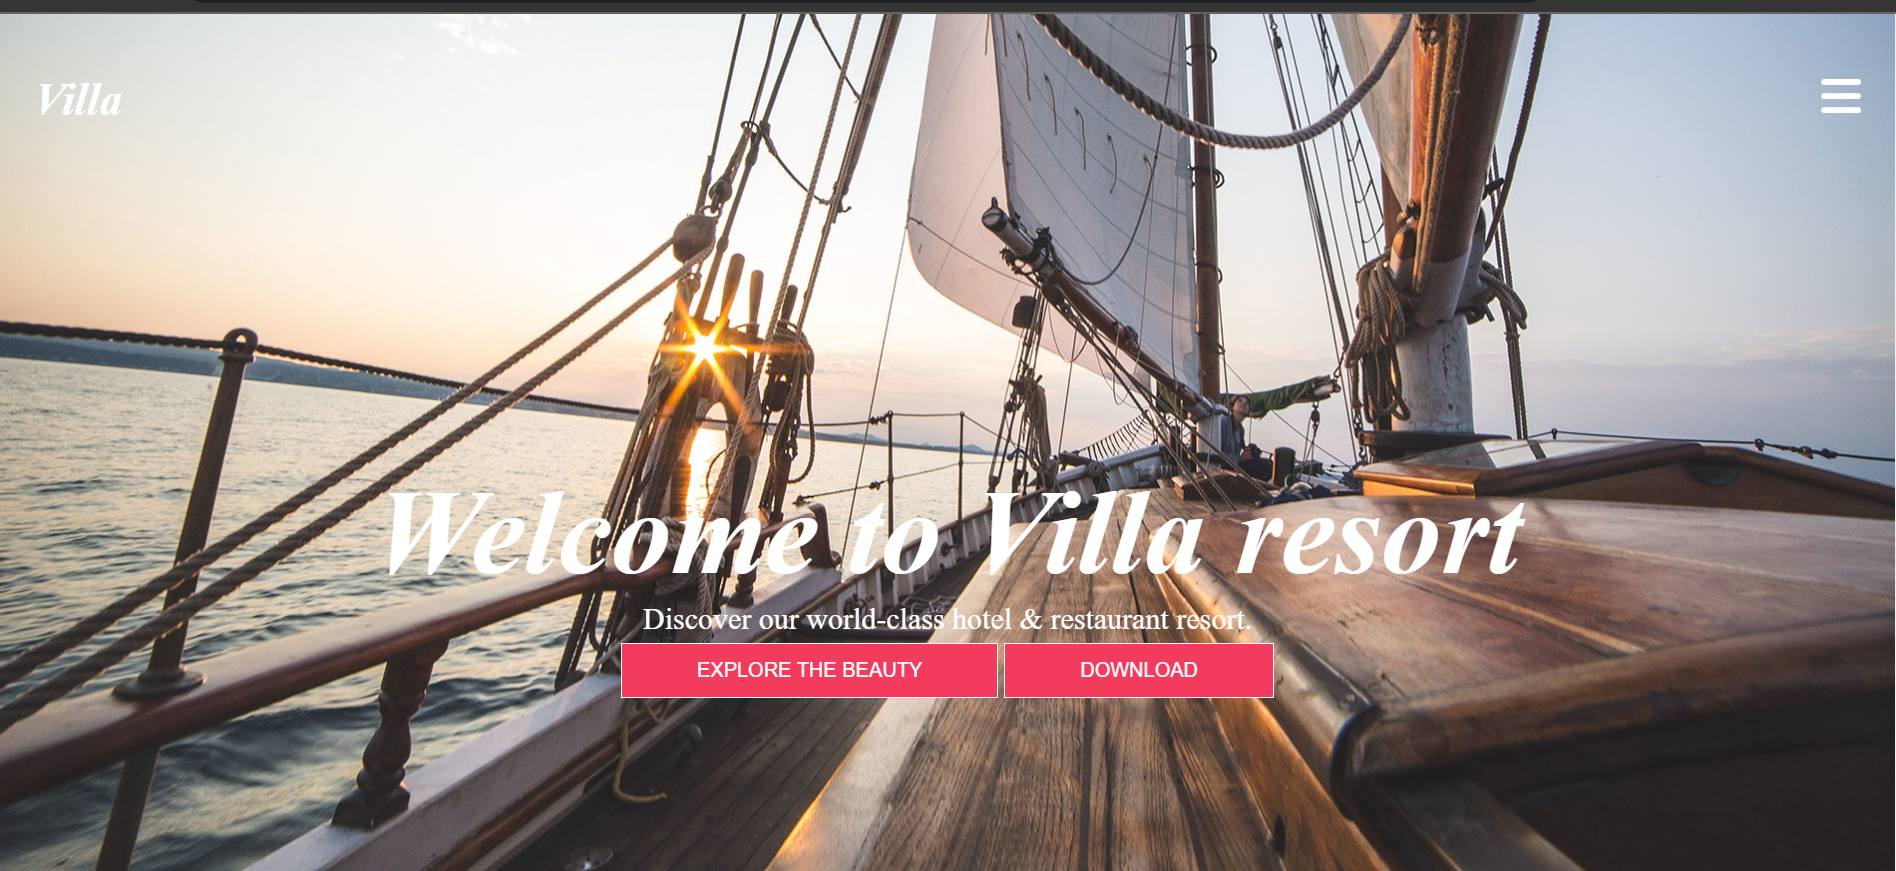 Villa
Welcome to Villa resort
Discover our world-class hotel & restaurant resort.
EXPLORE THE BEAUTY
DOWNLOAD